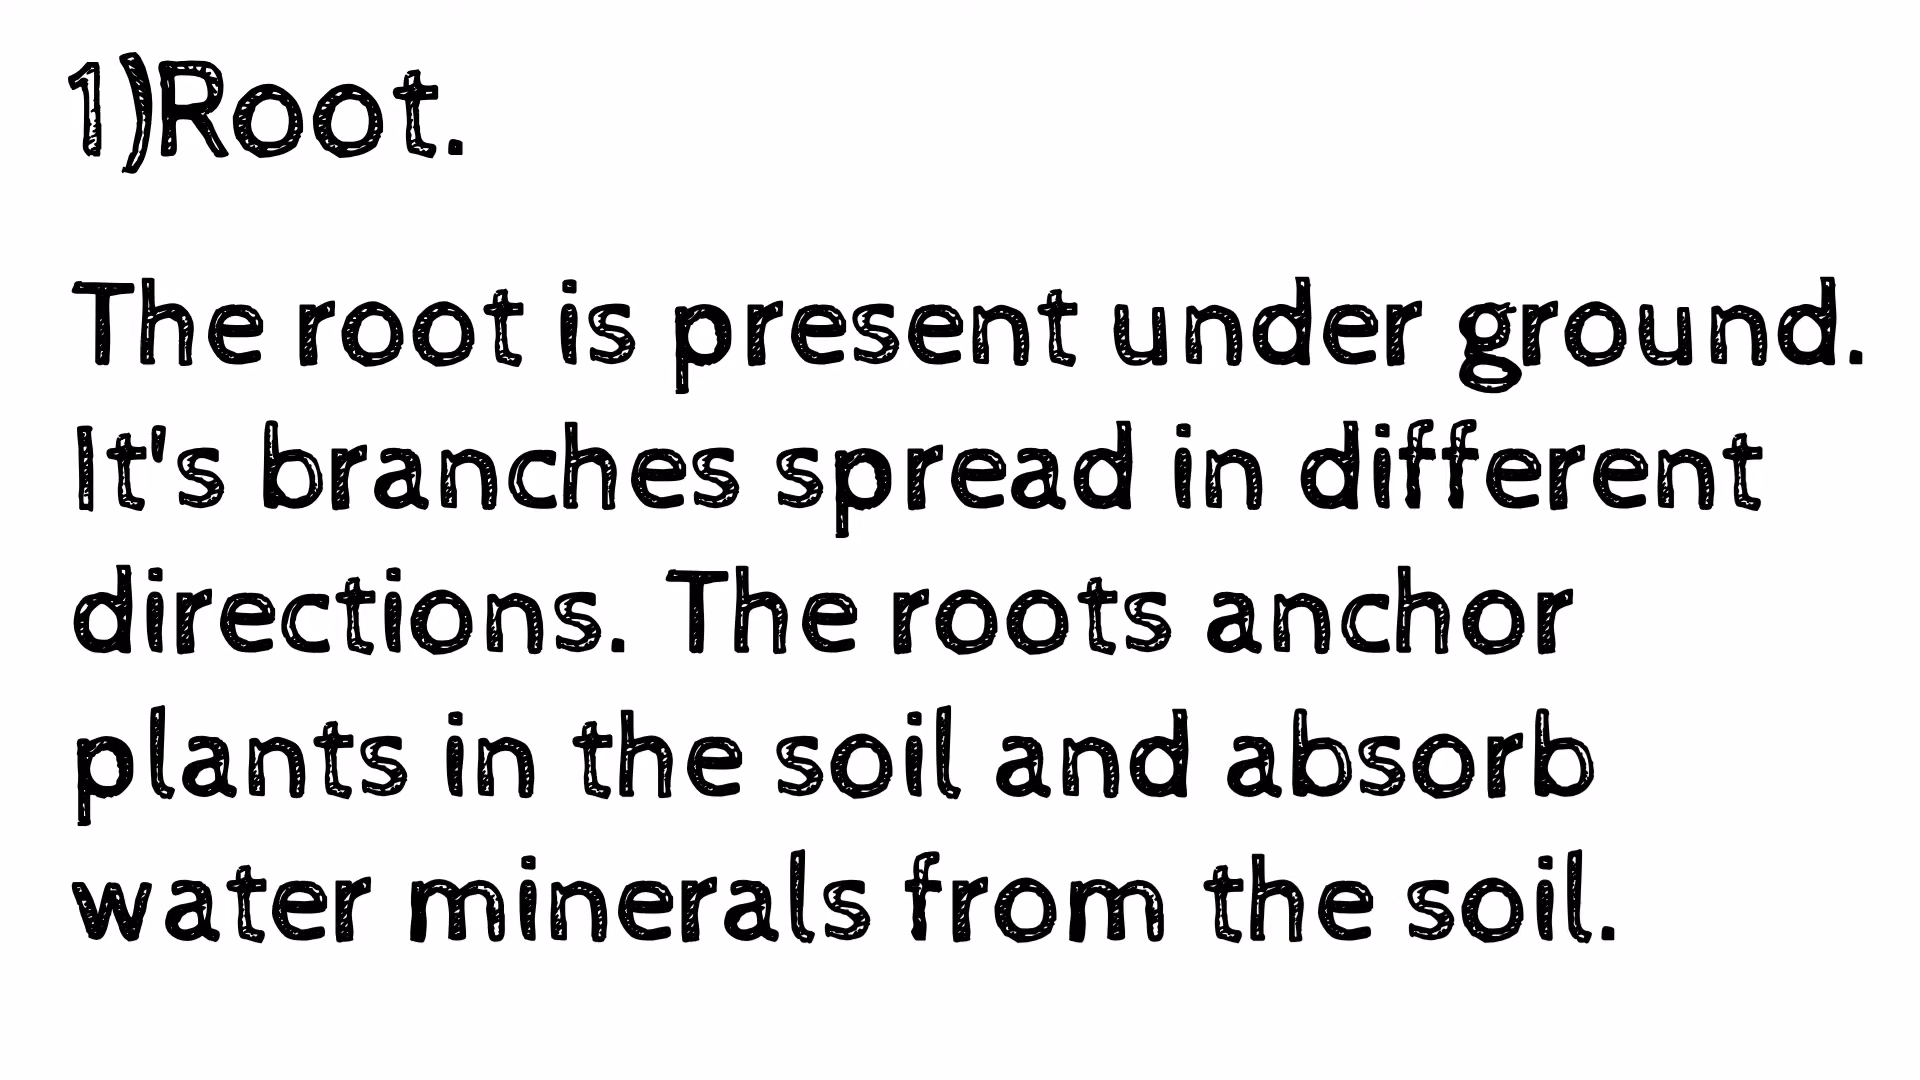 1)Root.
The root is present under ground.
It's branches spread in different
directions. The roots anchor
plants in the soil and absorb
water minerals from the soil.